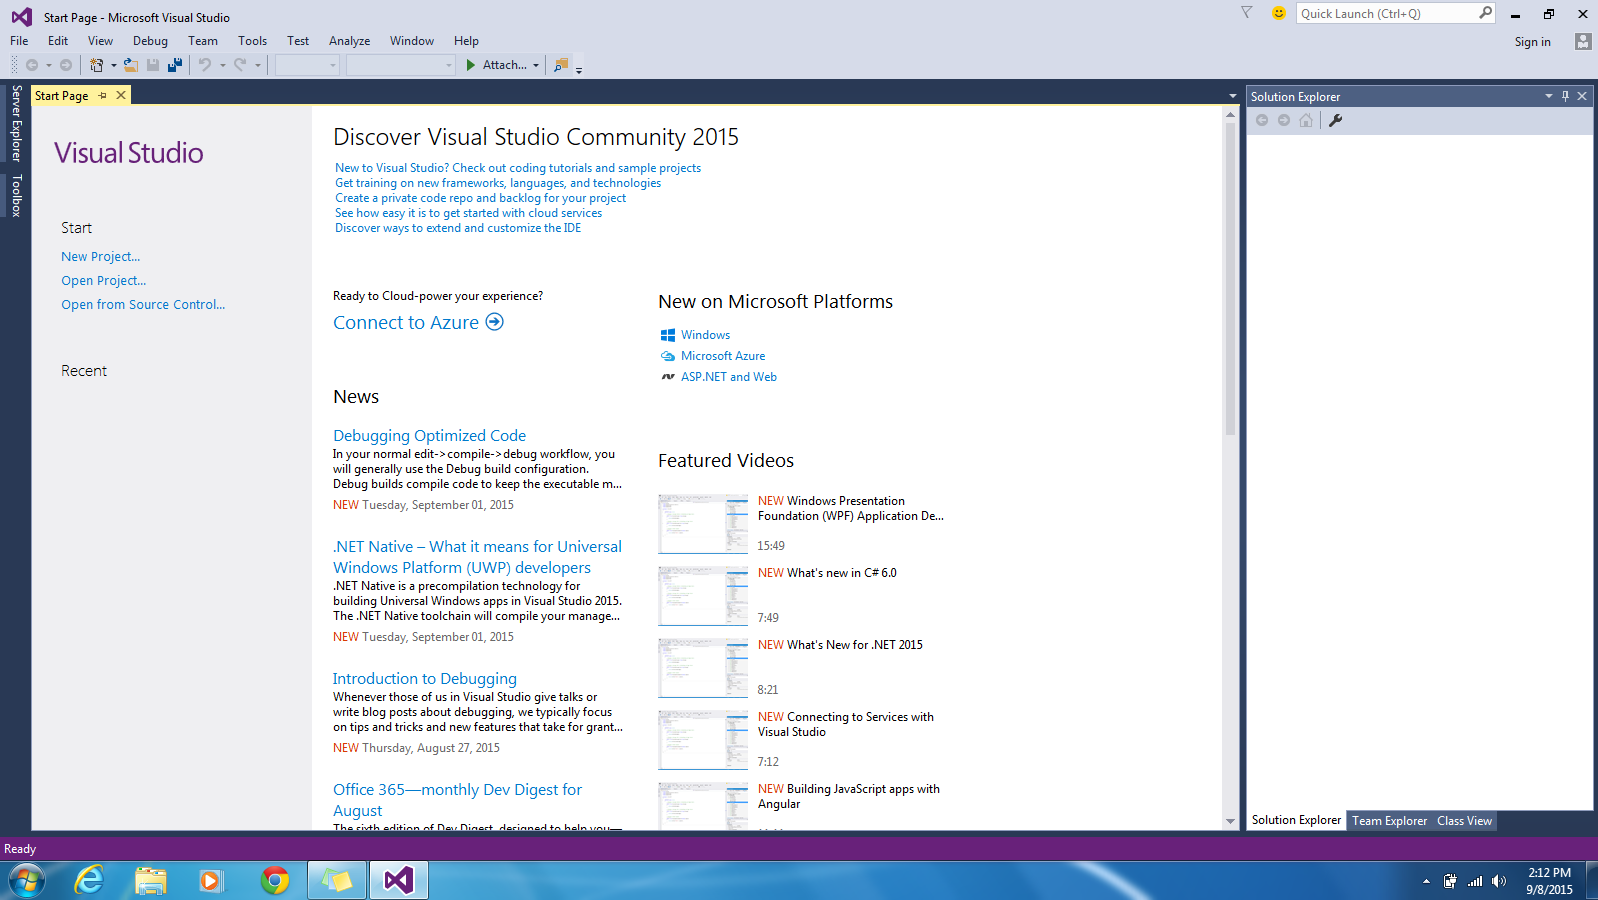 Start Page - Microsoft Visual Studio
Quick Launch (Ctrl+Q)
File Edit View Debug Team Tools Test Analyze Window Help
Sign in
Attach...
Server Explorer
Toolbox
Start Page
Visual Studio
Start
New Project...
Open Project...
Open from Source Control...
Recent
Discover Visual Studio Community 2015
New to Visual Studio? Check out coding tutorials and sample projects
Get training on new frameworks, languages, and technologies
Create a private code repo and backlog for your project
See how easy it is to get started with cloud services
Discover ways to extend and customize the IDE
Ready to Cloud-power your experience?
Connect to Azure
News
Debugging Optimized Code
In your normal edit->compile->debug workflow, you
will generally use the Debug build configuration.
Debug builds compile code to keep the executable m...
NEW Tuesday, September 01, 2015
.NET Native – What it means for Universal
Windows Platform (UWP) developers
.NET Native is a precompilation technology for
building Universal Windows apps in Visual Studio 2015.
The .NET Native toolchain will compile your manage...
NEW Tuesday, September 01, 2015
Introduction to Debugging
Whenever those of us in Visual Studio give talks or
write blog posts about debugging, we typically focus
on tips and tricks and new features that take for grant...
NEW Thursday, August 27, 2015
Office 365—monthly Dev Digest for
August
The sixth edition of Dev Digest, designed to help you—
New on Microsoft Platforms
Windows
Microsoft Azure
ASP.NET and Web
Featured Videos
NEW Windows Presentation
Foundation (WPF) Application De...
15:49
NEW What's new in C# 6.0
7:49
NEW What's New for .NET 2015
8:21
NEW Connecting to Services with
Visual Studio
7:12
NEW Building JavaScript apps with
Angular
Solution Explorer
Solution Explorer Team Explorer Class View
Ready
2:12 PM
9/8/2015